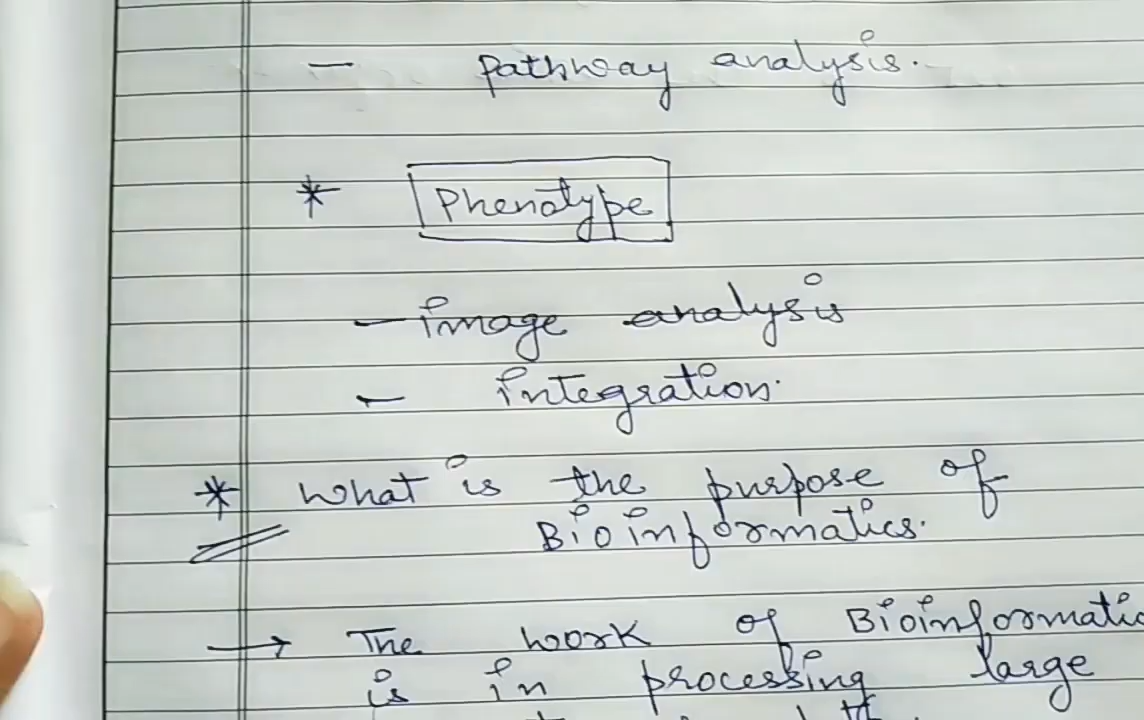 — Pathway analysis.
* Phenotype
— image analysis
— integration.
* What is the purpose of
Bioinformatics.
→ The work of Bioinformatic
is in processing large